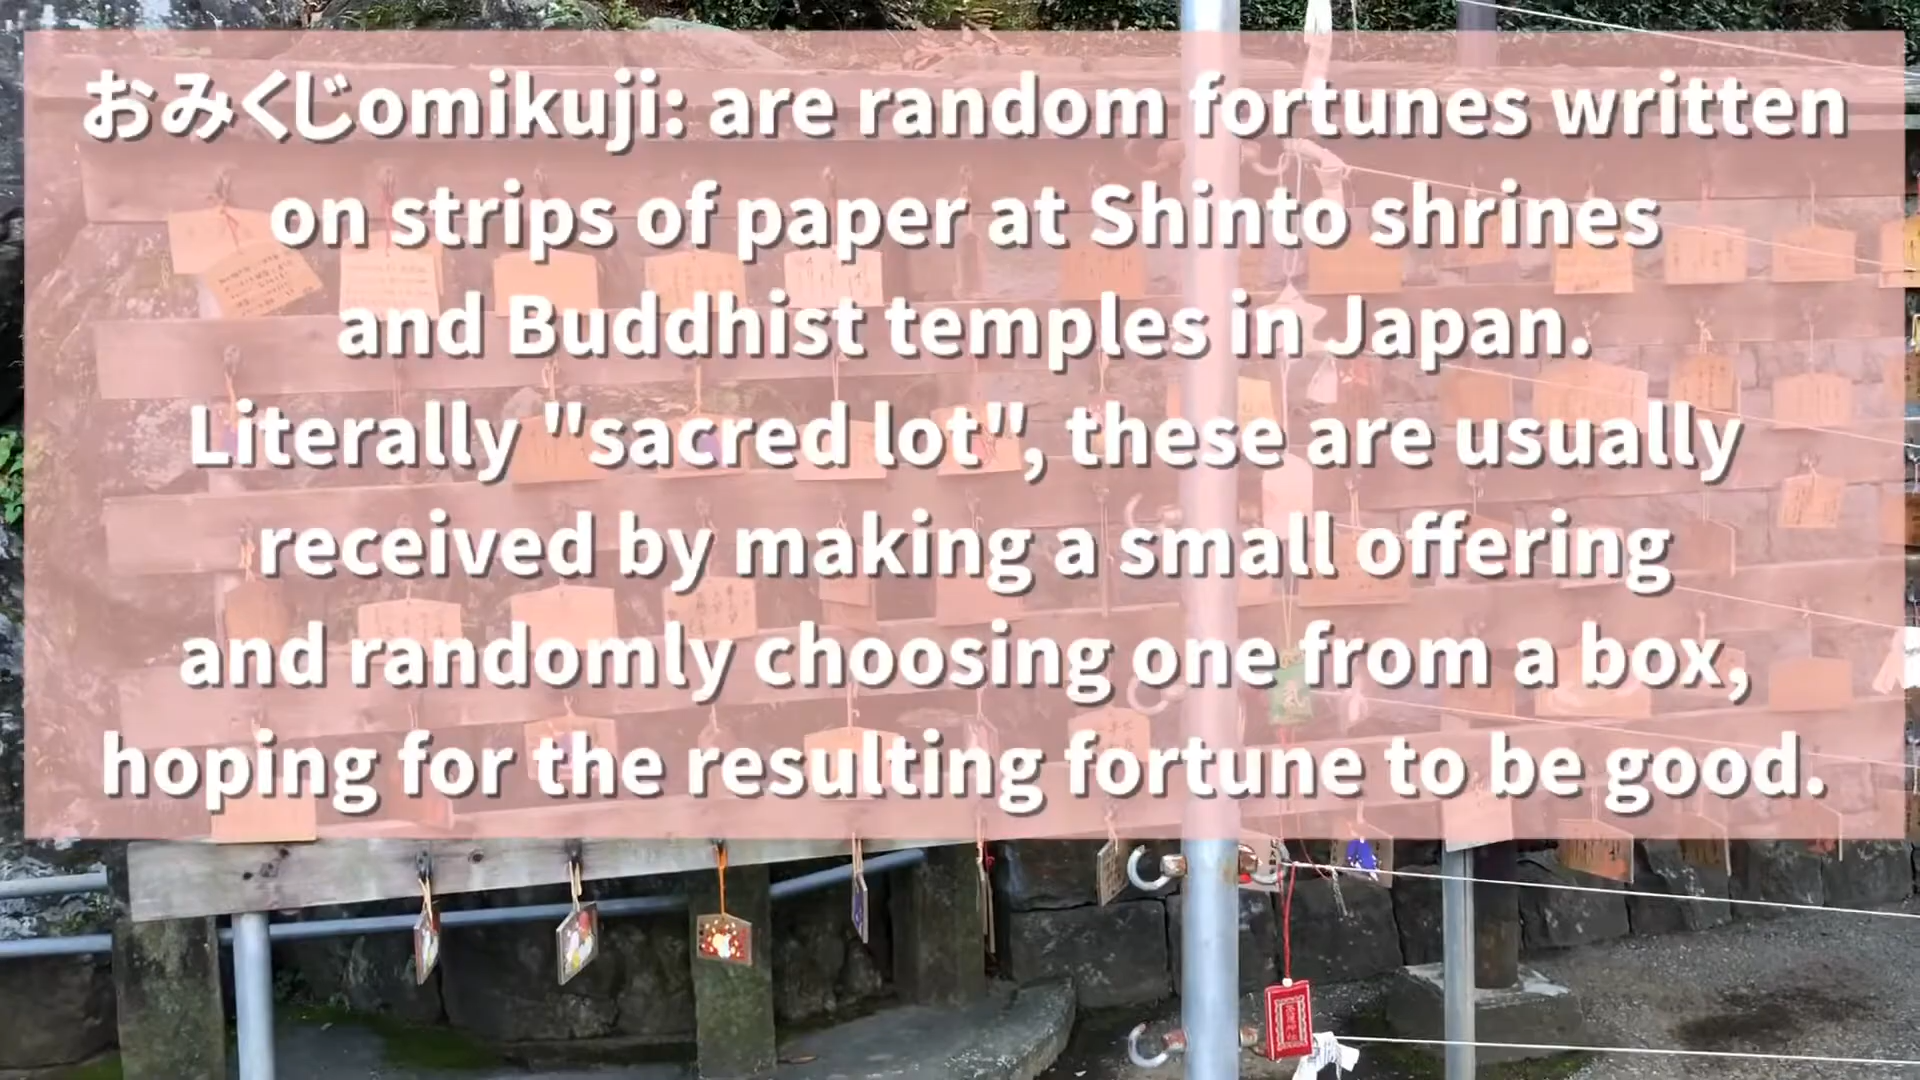 おみくじomikuji: are random fortunes written
on strips of paper at Shinto shrines
and Buddhist temples in Japan.
Literally "sacred lot", these are usually
received by making a small offering
and randomly choosing one from a box,
hoping for the resulting fortune to be good.